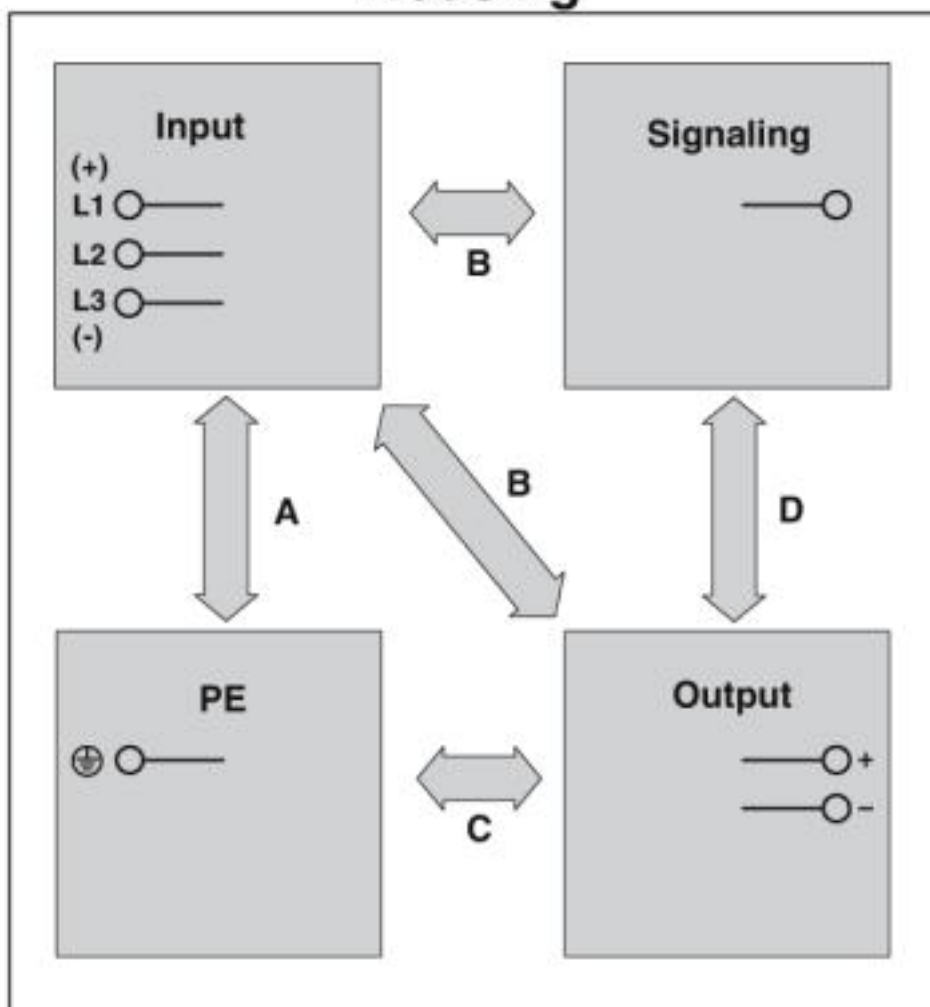 Input
(+)
L1
L2
L3
(-)
Signaling
B
A
B
D
PE
Output
+
–
C